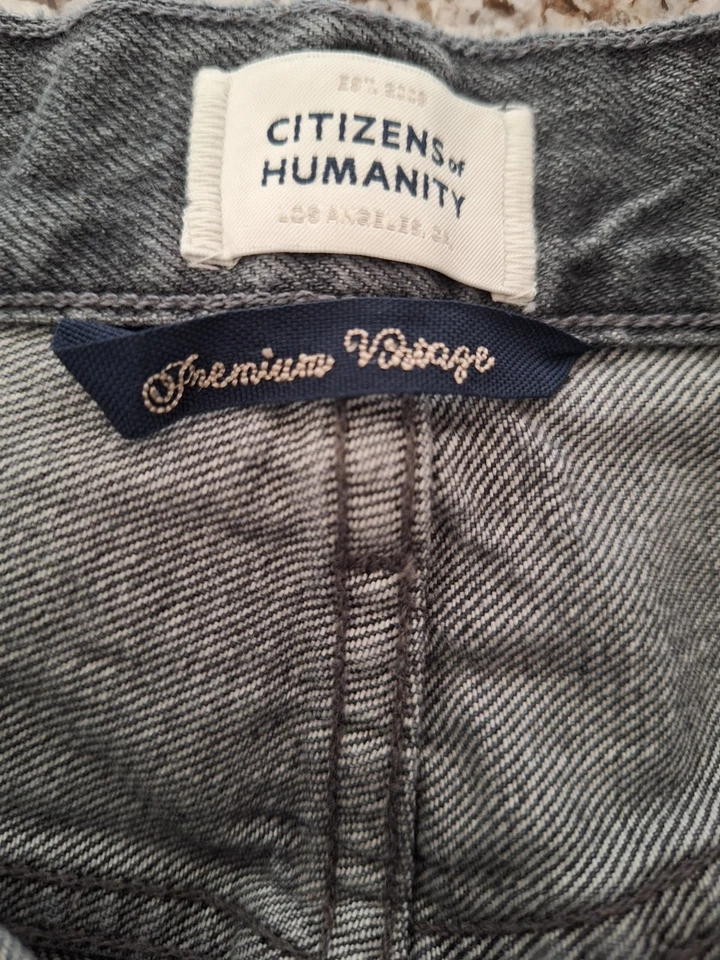 EST. 2003
CITIZENS of
HUMANITY
LOS ANGELES, CA.
Premium Vintage